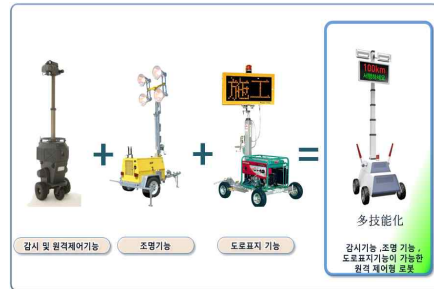 施工
100km
多技能化
감시 및 원격제어기능
조명기능
도로표지 기능
감시기능 ,조명 기능 ,
도로표지기능이 가능한
원격 제어형 로봇